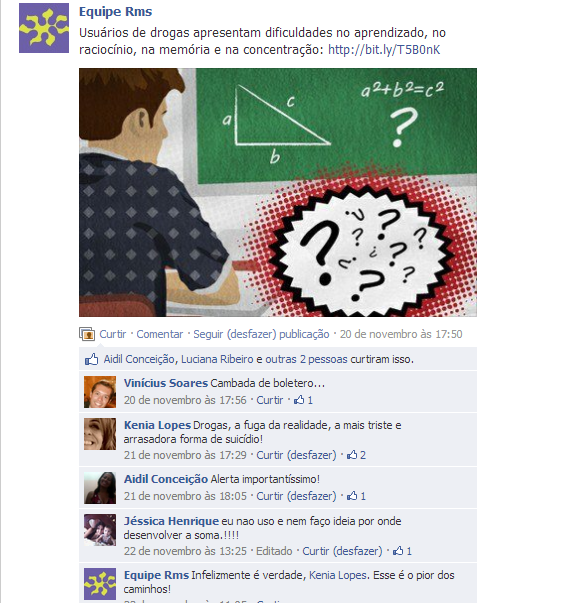 Equipe Rms
Usuários de drogas apresentam dificuldades no aprendizado, no
raciocínio, na memória e na concentração: http://bit.ly/T5B0nK
a²+b²=c²
?
a
c
b
? ? ? ? ? ? ? ? ¿ ?
Curtir · Comentar · Seguir (desfazer) publicação · 20 de novembro às 17:50
Aidil Conceição, Luciana Ribeiro e outras 2 pessoas curtiram isso.
Vinícius Soares Cambada de boletero...
20 de novembro às 17:56 · Curtir · 1
Kenia Lopes Drogas, a fuga da realidade, a mais triste e
arrasadora forma de suicídio!
21 de novembro às 17:29 · Curtir (desfazer) · 2
Aidil Conceição Alerta importantíssimo!
21 de novembro às 18:05 · Curtir (desfazer) · 1
Jéssica Henrique eu nao uso e nem faço ideia por onde
desenvolver a soma.!!!!
22 de novembro às 13:25 · Editado · Curtir (desfazer) · 1
Equipe Rms Infelizmente é verdade, Kenia Lopes. Esse é o pior dos
caminhos!